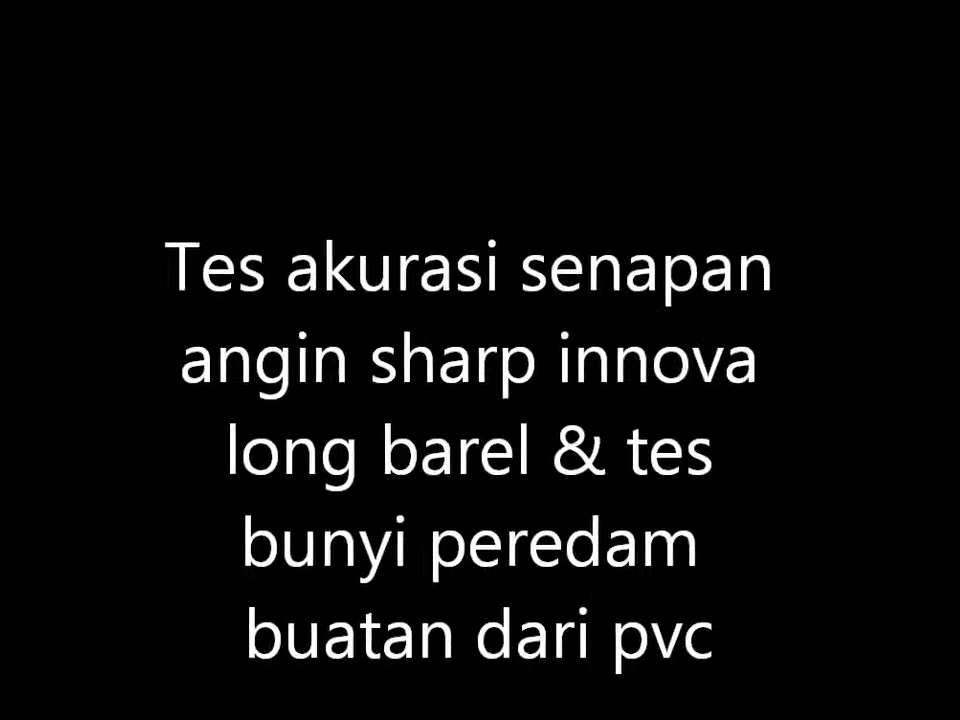 Tes akurasi senapan
angin sharp innova
long barel & tes
bunyi peredam
buatan dari pvc